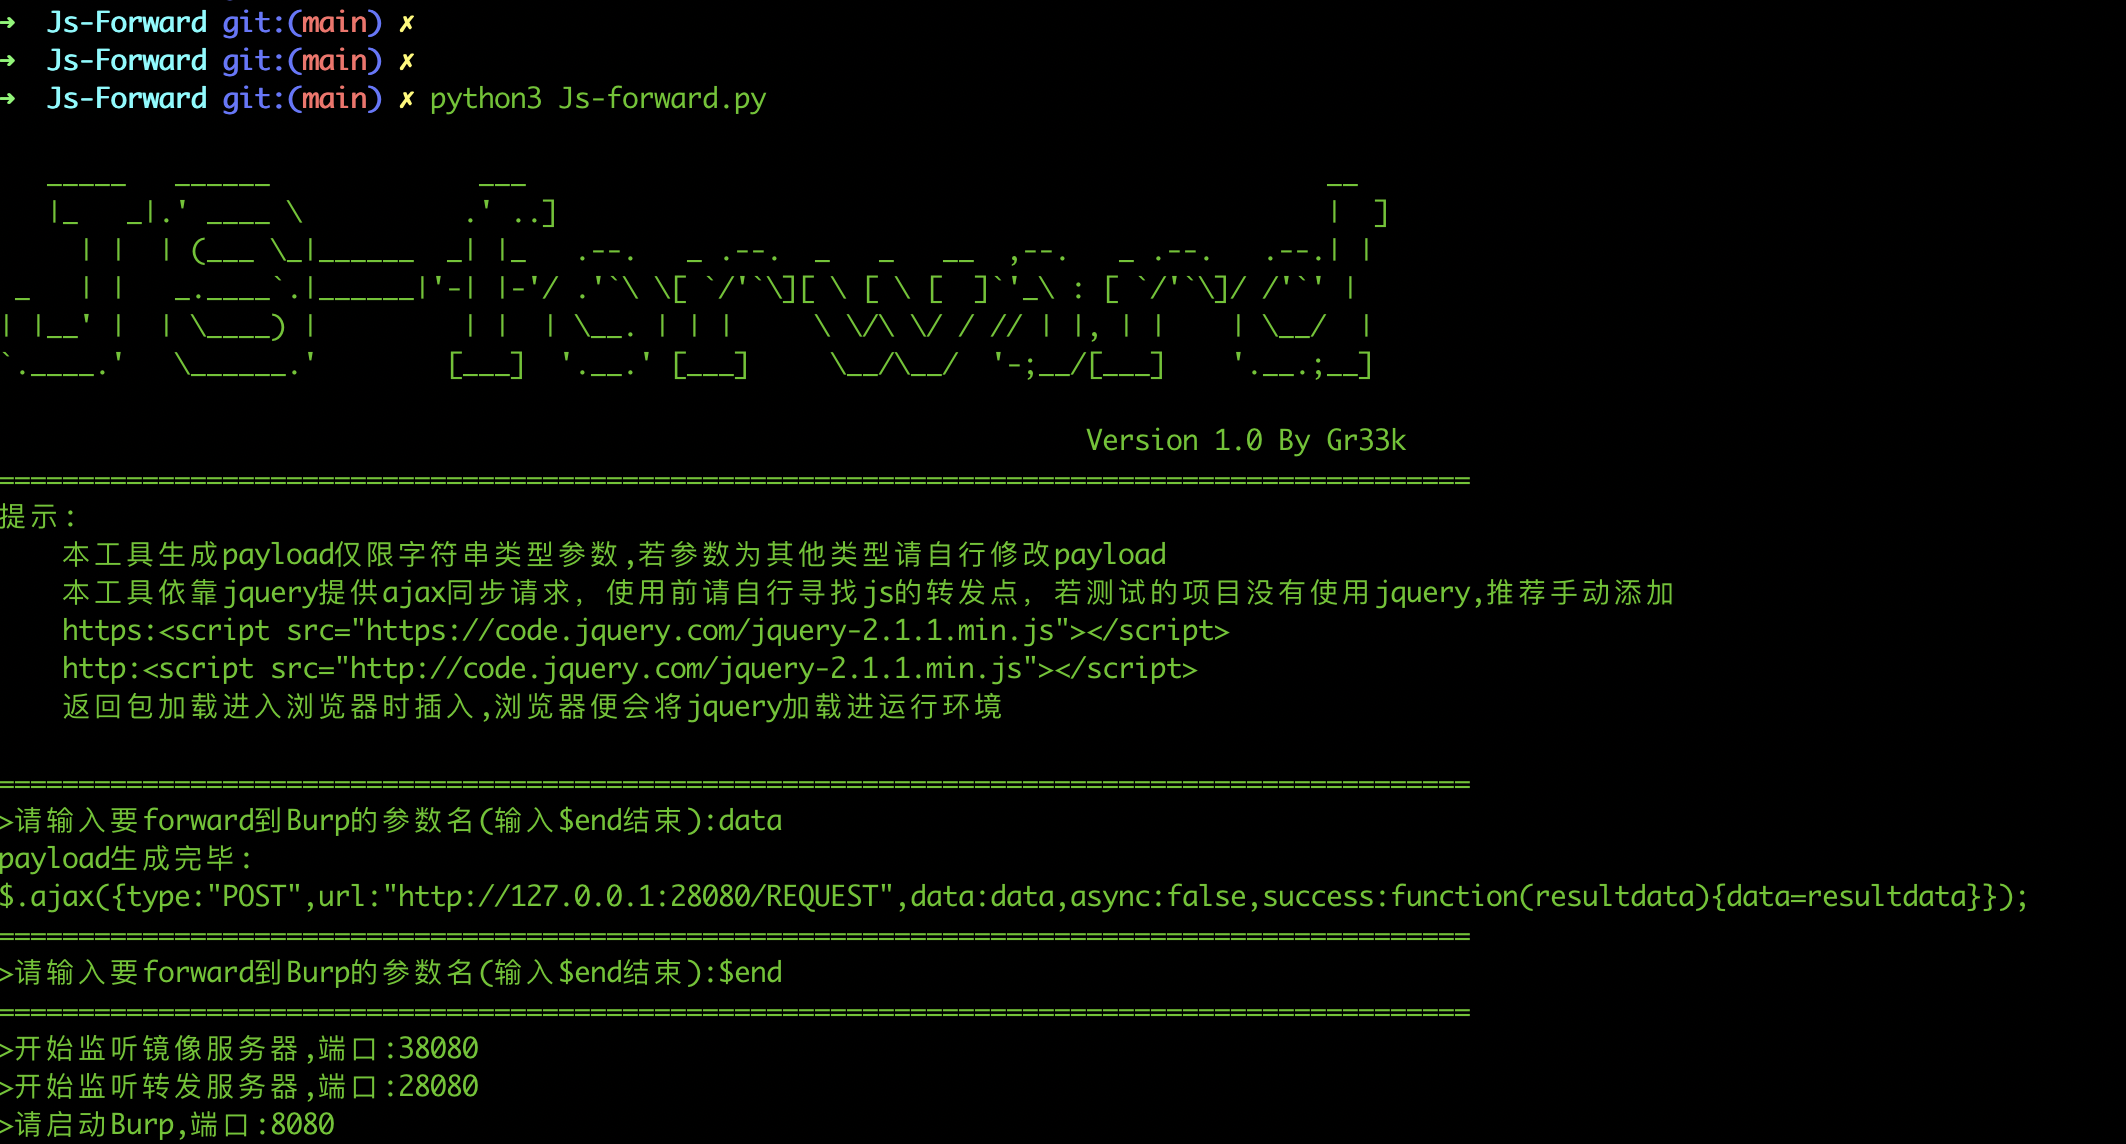 → Js-Forward git:(main) ✗
→ Js-Forward git:(main) ✗
→ Js-Forward git:(main) ✗ python3 Js-forward.py
JS-forward
Version 1.0 By Gr33k
============================================================================================
提示:
本工具生成payload仅限字符串类型参数,若参数为其他类型请自行修改payload
本工具依靠jquery提供ajax同步请求，使用前请自行寻找js的转发点，若测试的项目没有使用jquery,推荐手动添加
https:<script src="https://code.jquery.com/jquery-2.1.1.min.js"></script>
http:<script src="http://code.jquery.com/jquery-2.1.1.min.js"></script>
返回包加载进入浏览器时插入,浏览器便会将jquery加载进运行环境
============================================================================================
>请输入要forward到Burp的参数名(输入$end结束):data
payload生成完毕:
$.ajax({type:"POST",url:"http://127.0.0.1:28080/REQUEST",data:data,async:false,success:function(resultdata){data=resultdata}});
============================================================================================
>请输入要forward到Burp的参数名(输入$end结束):$end
============================================================================================
>开始监听镜像服务器,端口:38080
>开始监听转发服务器,端口:28080
>请启动Burp,端口:8080